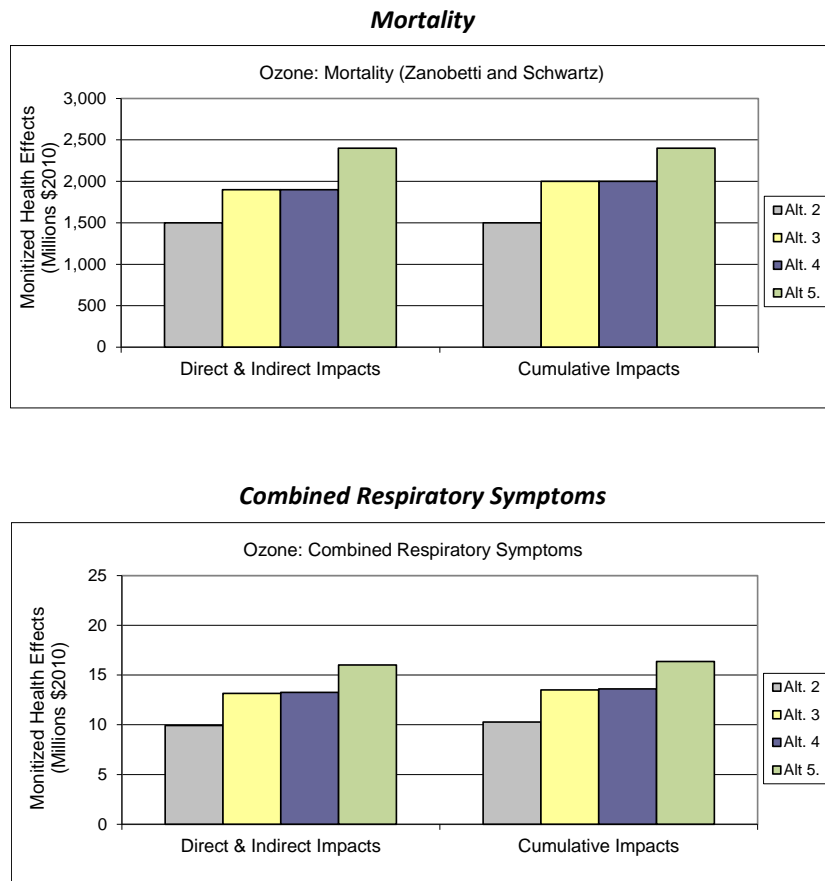 Mortality
Ozone: Mortality (Zanobetti and Schwartz)
Monitized Health Effects
(Millions $2010)
3,000
2,500
2,000
1,500
1,000
500
0
Direct & Indirect Impacts
Cumulative Impacts
Alt. 2
Alt. 3
Alt. 4
Alt 5.
Combined Respiratory Symptoms
Ozone: Combined Respiratory Symptoms
Monitized Health Effects
(Millions $2010)
25
20
15
10
5
0
Direct & Indirect Impacts
Cumulative Impacts
Alt. 2
Alt. 3
Alt. 4
Alt 5.